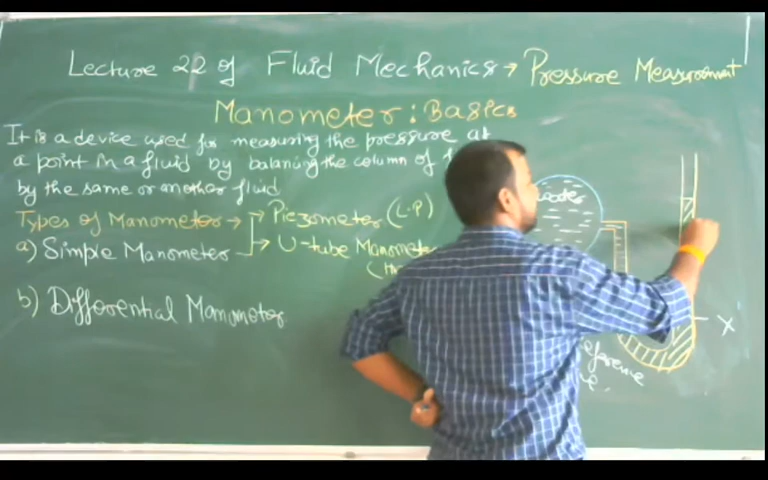 Lecture 22 of Fluid Mechanics → Pressure Measurement
Manometer: Basics
It is a device used for measuring the pressure at
a point in a fluid by balancing the column of
by the same or another fluid
Types of Manometer → → Piezometer (L.P)
a) Simple Manometer → U-tube Manometer
b) Differential Manometer
water
X